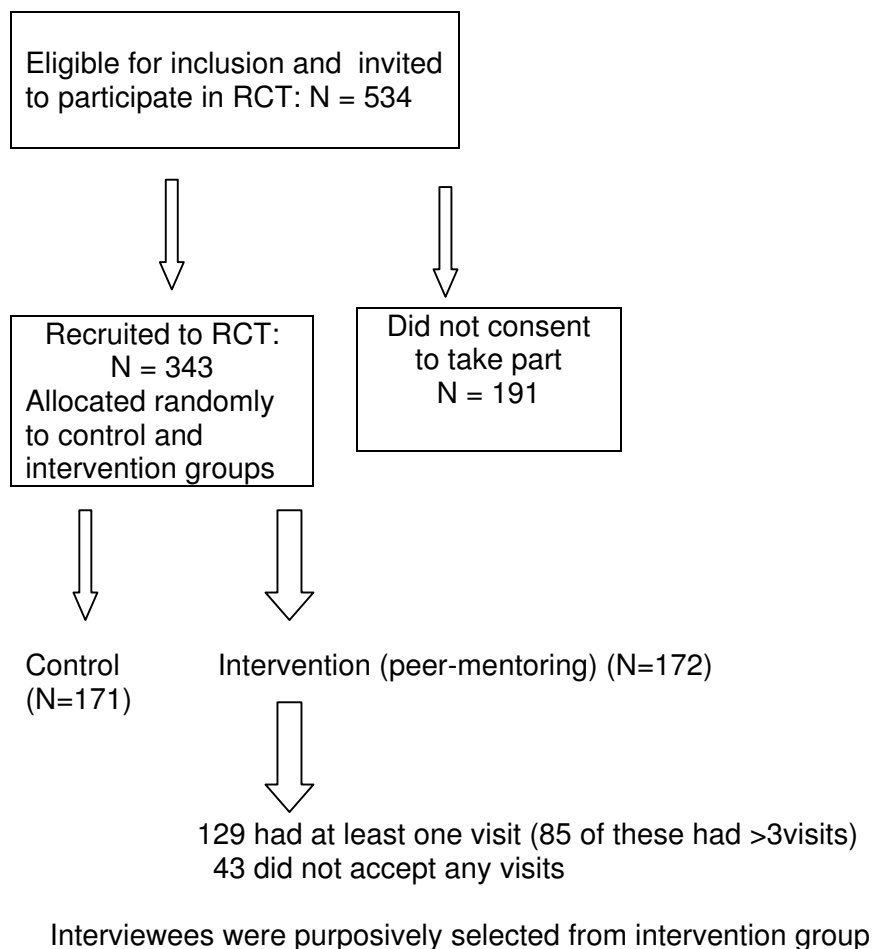 Eligible for inclusion and invited
to participate in RCT: N = 534
Recruited to RCT:
N = 343
Allocated randomly
to control and
intervention groups
Did not consent
to take part
N = 191
Control
(N=171)
Intervention (peer-mentoring) (N=172)
129 had at least one visit (85 of these had >3visits)
43 did not accept any visits
Interviewees were purposively selected from intervention group